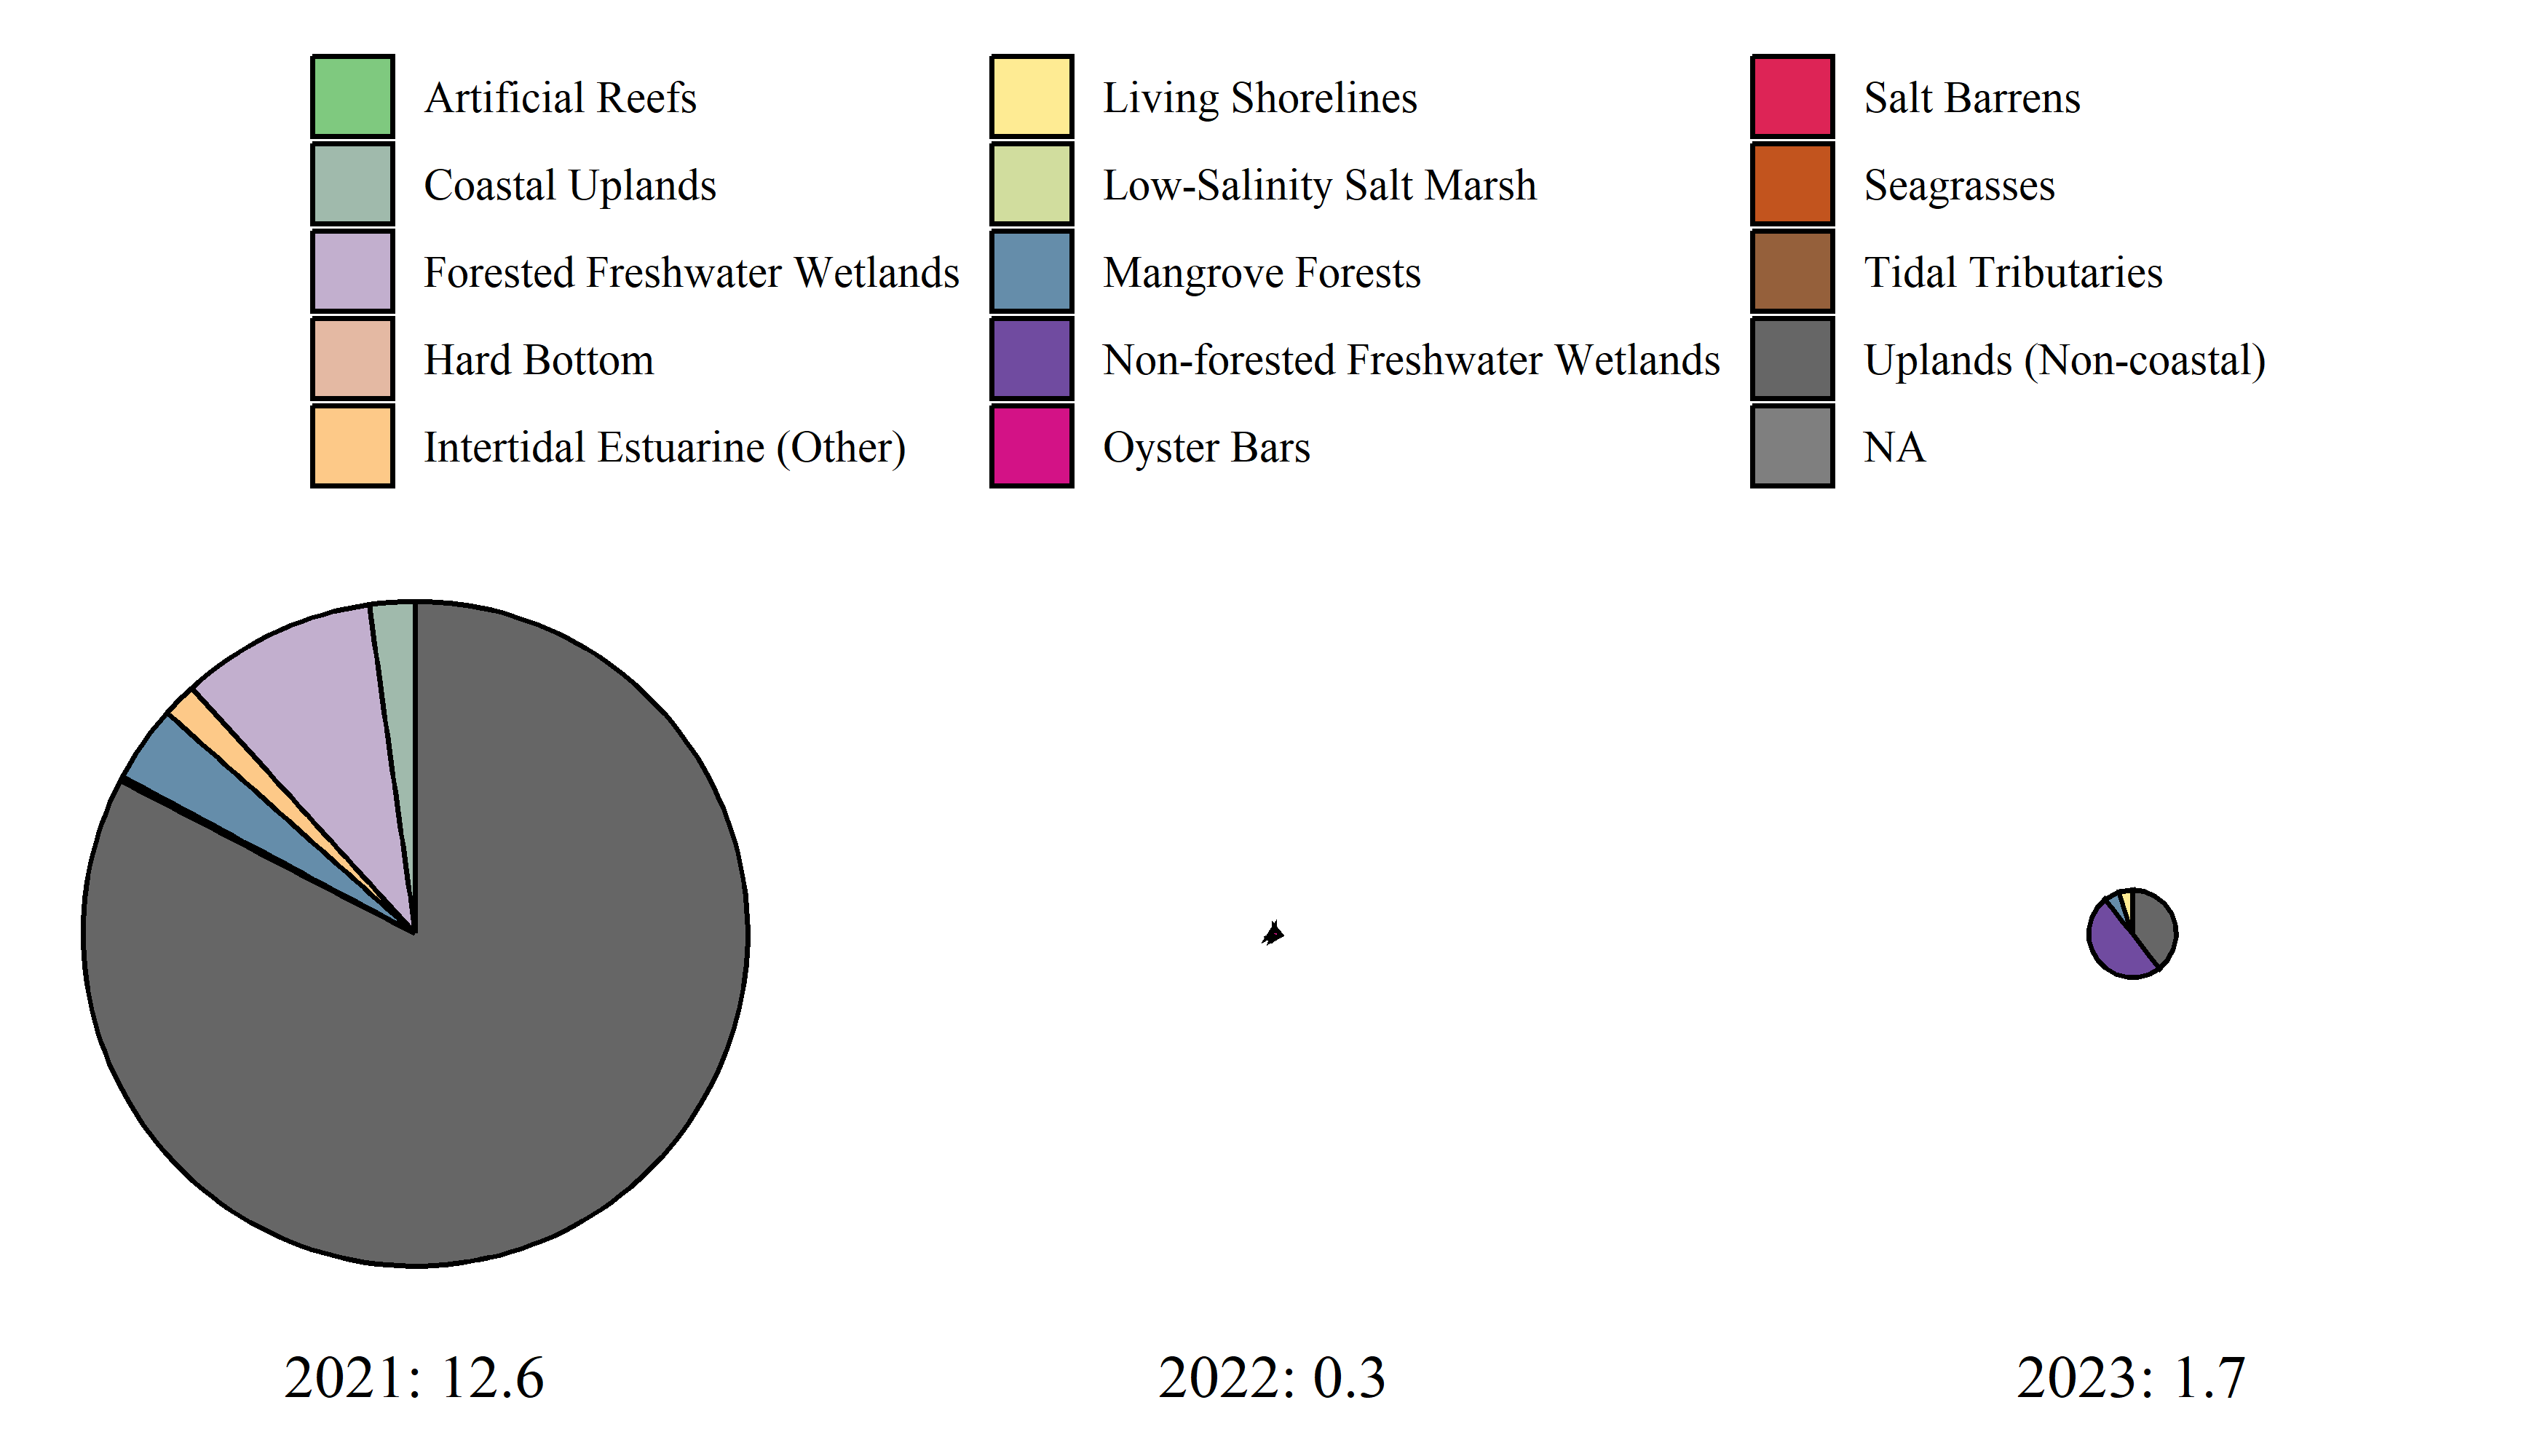 Artificial Reefs
Coastal Uplands
Forested Freshwater Wetlands
Hard Bottom
Intertidal Estuarine (Other)
Living Shorelines
Low-Salinity Salt Marsh
Mangrove Forests
Non-forested Freshwater Wetlands
Oyster Bars
Salt Barrens
Seagrasses
Tidal Tributaries
Uplands (Non-coastal)
NA
2021: 12.6
2022: 0.3
2023: 1.7